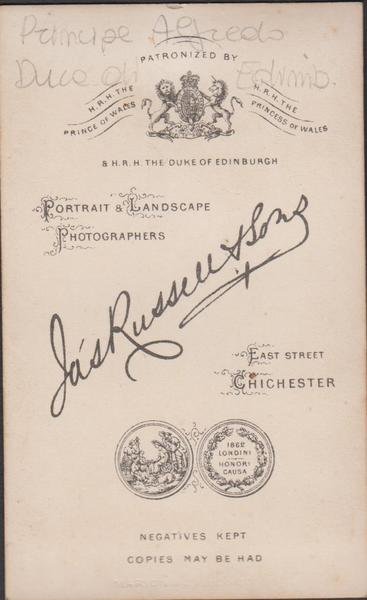 Principe Alfredo
Duca di Edimb.
PATRONIZED BY
H.R.H. THE PRINCE OF WALES
H.R.H. THE PRINCESS OF WALES
& H.R.H. THE DUKE OF EDINBURGH
PORTRAIT & LANDSCAPE
PHOTOGRAPHERS
Jas Russell & Sons
EAST STREET
CHICHESTER
1862
LONDINI
HONORIS
CAUSA
NEGATIVES KEPT
COPIES MAY BE HAD